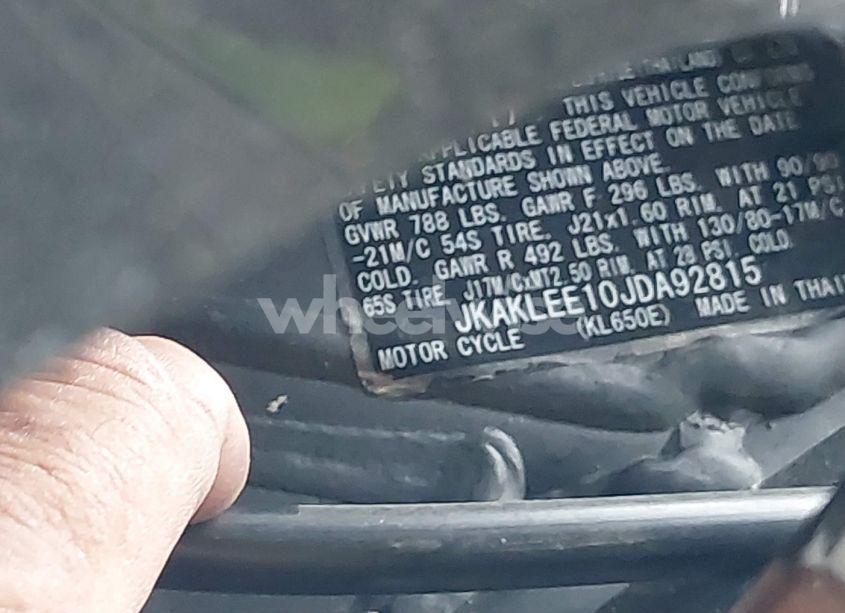 THAILAND
THIS VEHICLE CONFORMS
APPLICABLE FEDERAL MOTOR VEHICLE
STANDARDS IN EFFECT ON THE DATE
OF MANUFACTURE SHOWN ABOVE.
GVWR 788 LBS. GAWR F 296 LBS. WITH 90/90
-21M/C 54S TIRE. J21x1.60 RIM. AT 21 PSI
COLD. GAWR R 492 LBS. WITH 130/80-17M/C
65S TIRE. J17M/CxMT2.50 RIM. AT 28 PSI COLD.
JKAKLEE10JDA92815
MOTOR CYCLE (KL650E) MADE IN THAI